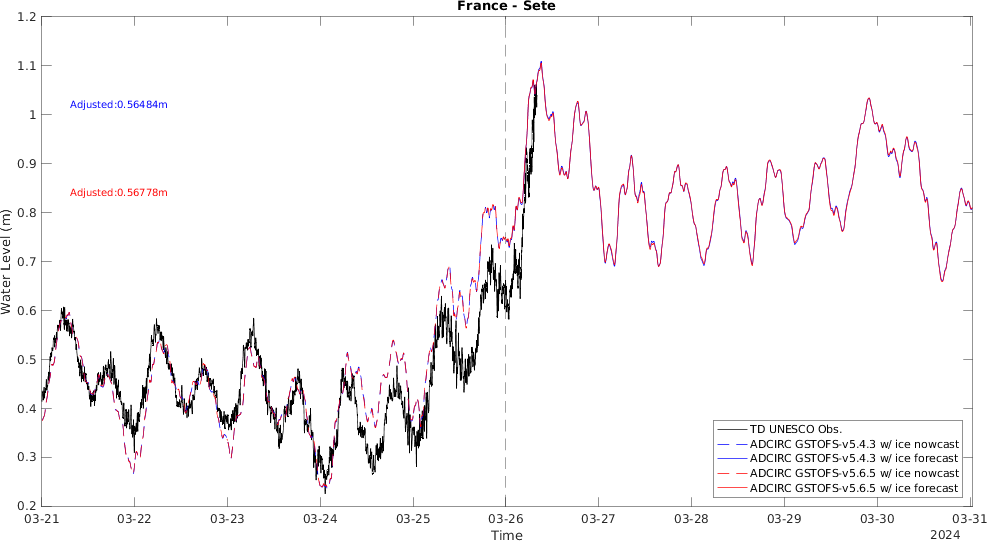 France - Sete
1.2
1.1
1
0.9
0.8
0.7
0.6
0.5
0.4
0.3
0.2
Water Level (m)
Adjusted:0.56484m
Adjusted:0.56778m
TD UNESCO Obs.
ADCIRC GSTOFS-v5.4.3 w/ ice nowcast
ADCIRC GSTOFS-v5.4.3 w/ ice forecast
ADCIRC GSTOFS-v5.6.5 w/ ice nowcast
ADCIRC GSTOFS-v5.6.5 w/ ice forecast
03-21 03-22 03-23 03-24 03-25 03-26 03-27 03-28 03-29 03-30 03-31
Time
2024